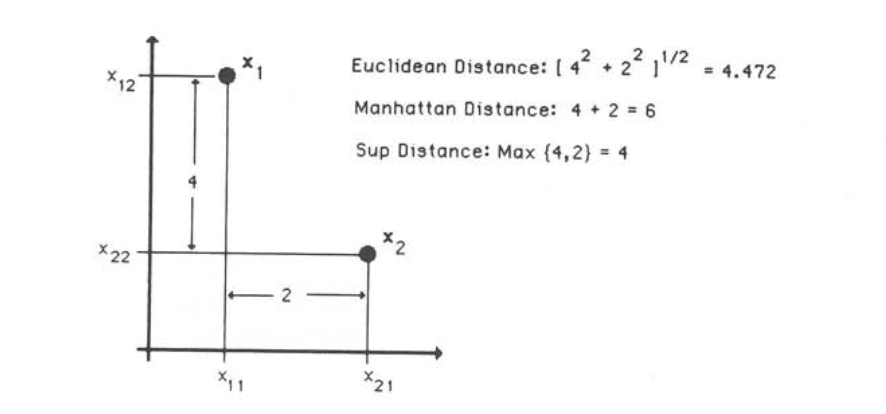 x₁
x₁₂
Euclidean Distance: [ 4² + 2² ]^1/2 = 4.472
Manhattan Distance: 4 + 2 = 6
Sup Distance: Max {4,2} = 4
4
x₂
x₂₂
2
x₁₁
x₂₁